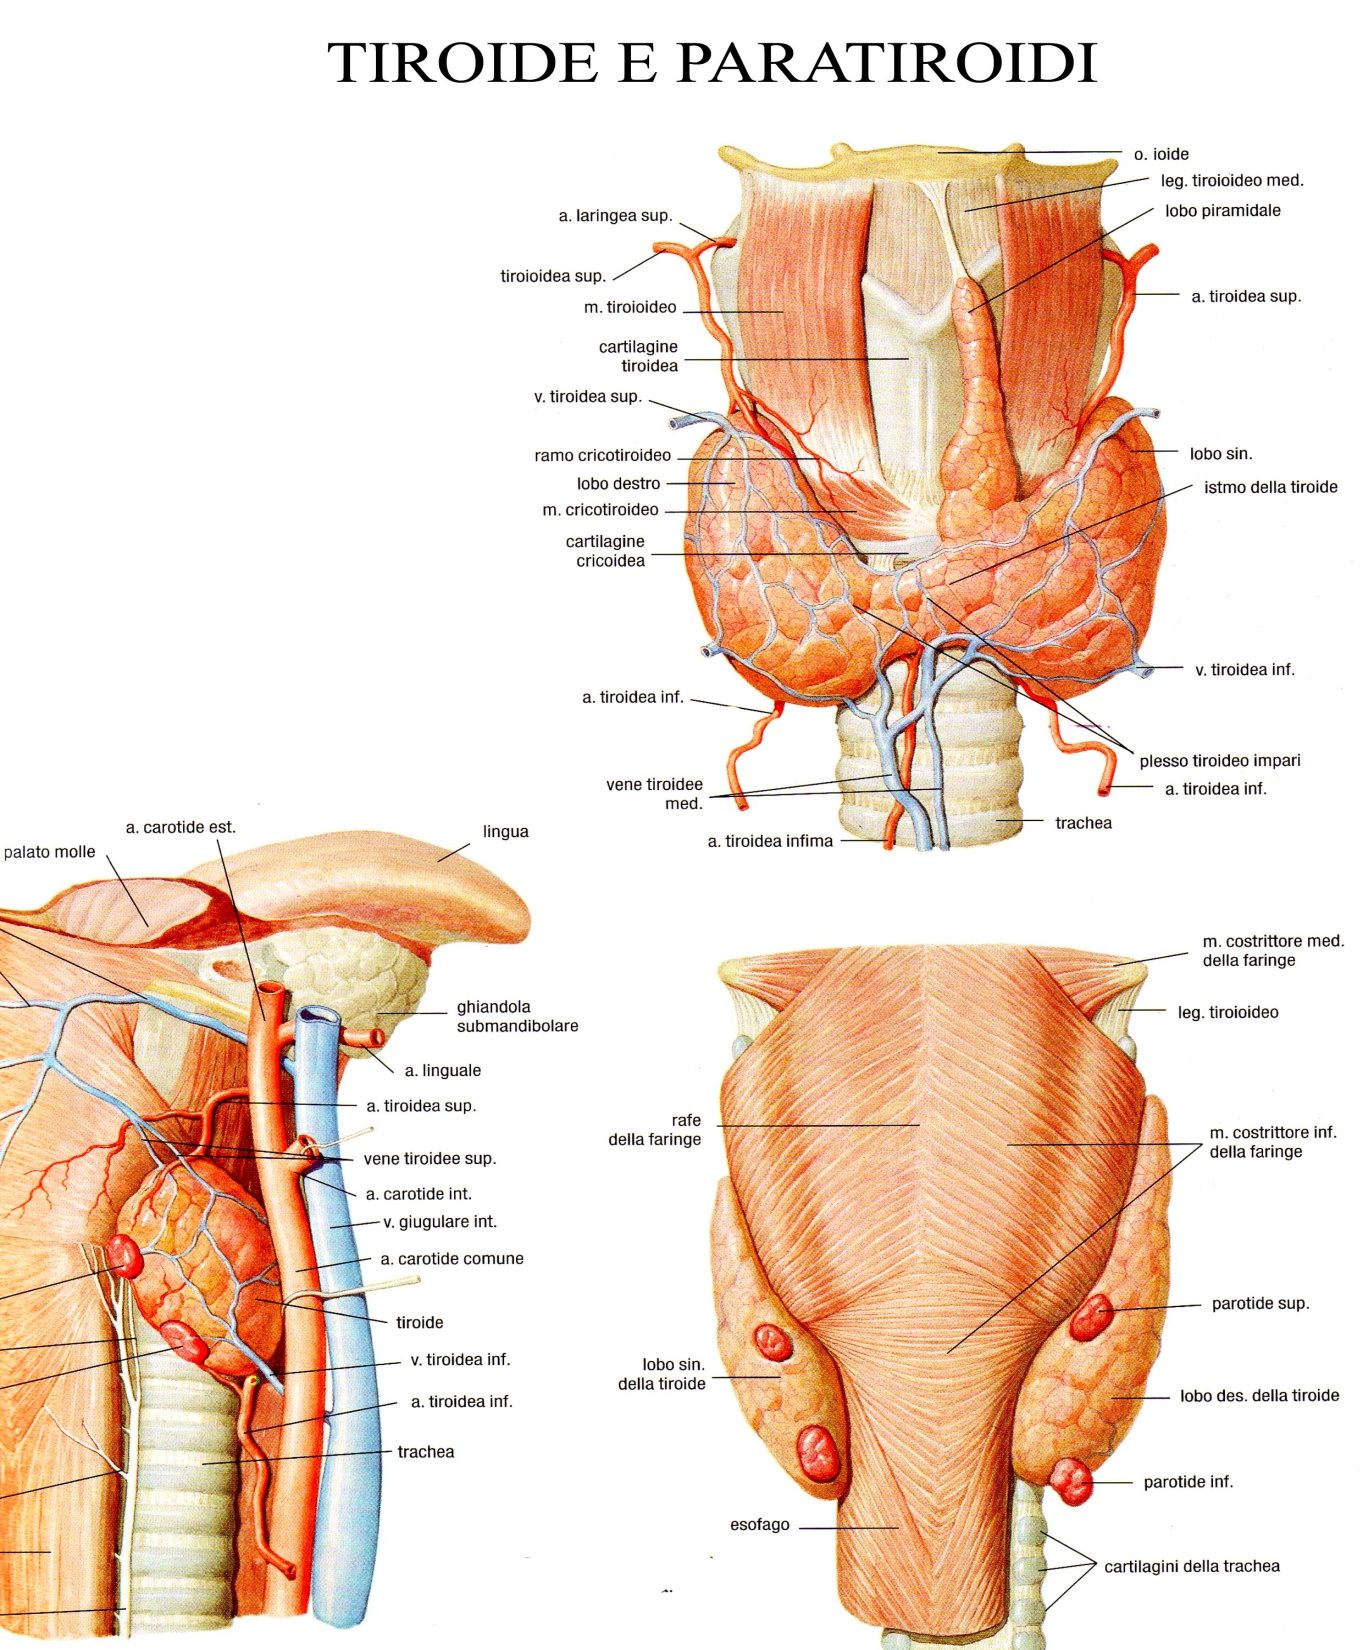 TIROIDE E PARATIROIDI
o. ioide
leg. tiroioideo med.
lobo piramidale
a. laringea sup.
tiroioidea sup.
m. tiroioideo
a. tiroidea sup.
cartilagine
tiroidea
v. tiroidea sup.
ramo cricotiroideo
lobo destro
m. cricotiroideo
cartilagine
cricoidea
lobo sin.
istmo della tiroide
v. tiroidea inf.
a. tiroidea inf.
plesso tiroideo impari
vene tiroidee
med.
a. tiroidea inf.
trachea
a. tiroidea infima
a. carotide est.
palato molle
lingua
ghiandola
submandibolare
a. linguale
a. tiroidea sup.
vene tiroidee sup.
a. carotide int.
v. giugulare int.
a. carotide comune
tiroide
v. tiroidea inf.
a. tiroidea inf.
trachea
m. costrittore med.
della faringe
leg. tiroioideo
rafe
della faringe
m. costrittore inf.
della faringe
parotide sup.
lobo sin.
della tiroide
lobo des. della tiroide
parotide inf.
esofago
cartilagini della trachea